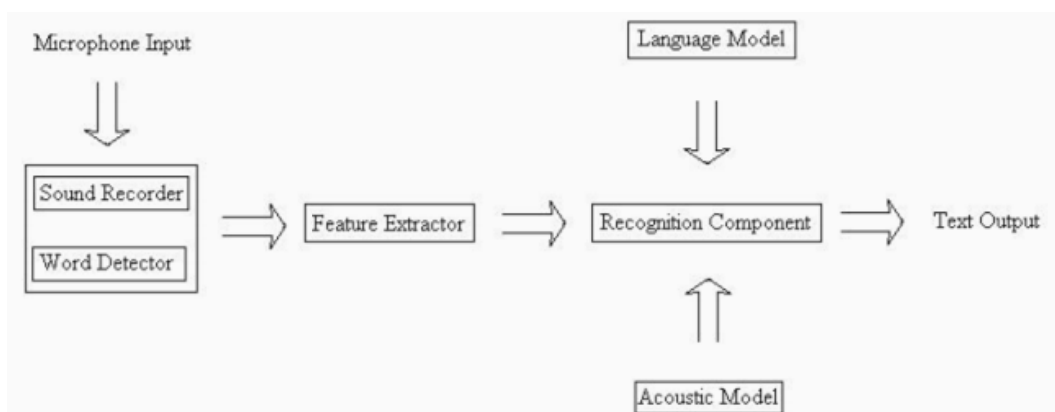 Microphone Input
Language Model
Sound Recorder
Word Detector
Feature Extractor
Recognition Component
Text Output
Acoustic Model